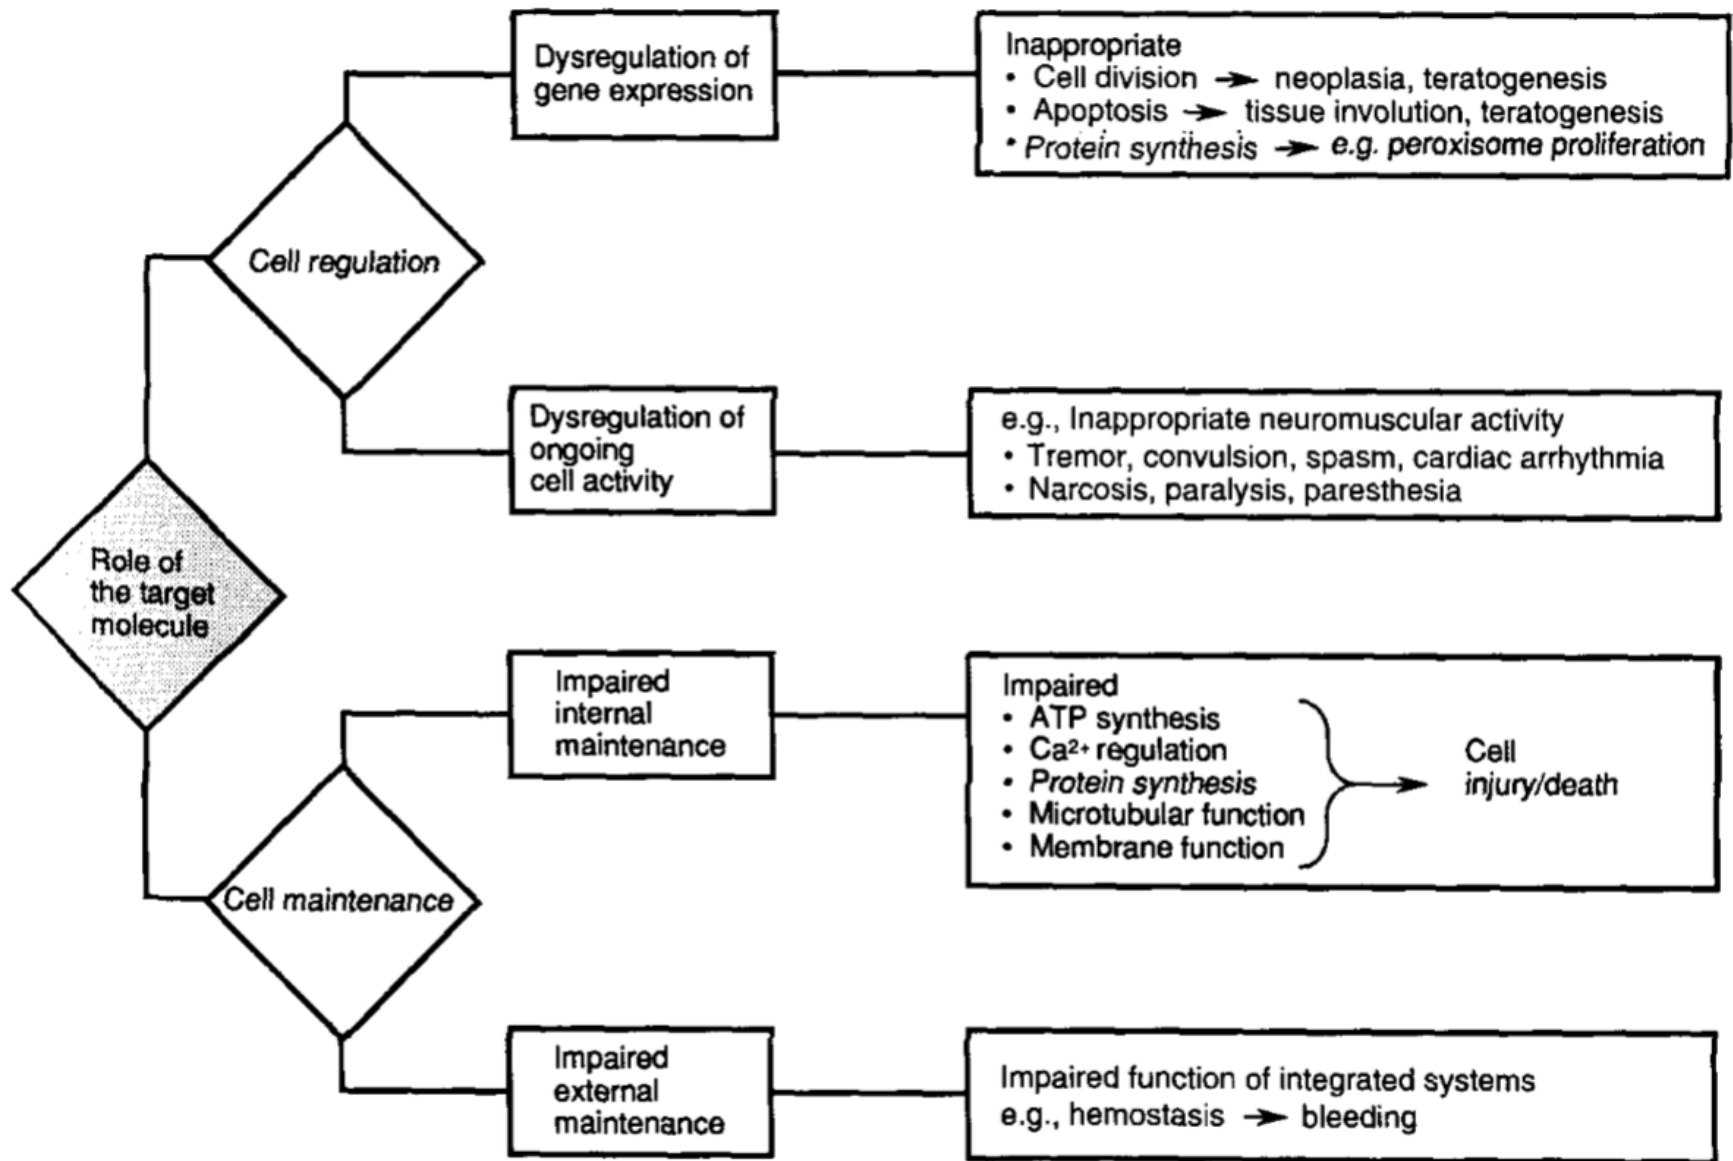 Dysregulation of
gene expression
Inappropriate
• Cell division → neoplasia, teratogenesis
• Apoptosis → tissue involution, teratogenesis
• Protein synthesis → e.g. peroxisome proliferation
Cell regulation
Dysregulation of
ongoing
cell activity
e.g., Inappropriate neuromuscular activity
• Tremor, convulsion, spasm, cardiac arrhythmia
• Narcosis, paralysis, paresthesia
Role of
the target
molecule
Impaired
internal
maintenance
Impaired
• ATP synthesis
• Ca²⁺ regulation
• Protein synthesis
• Microtubular function
• Membrane function
Cell
injury/death
Cell maintenance
Impaired
external
maintenance
Impaired function of integrated systems
e.g., hemostasis → bleeding